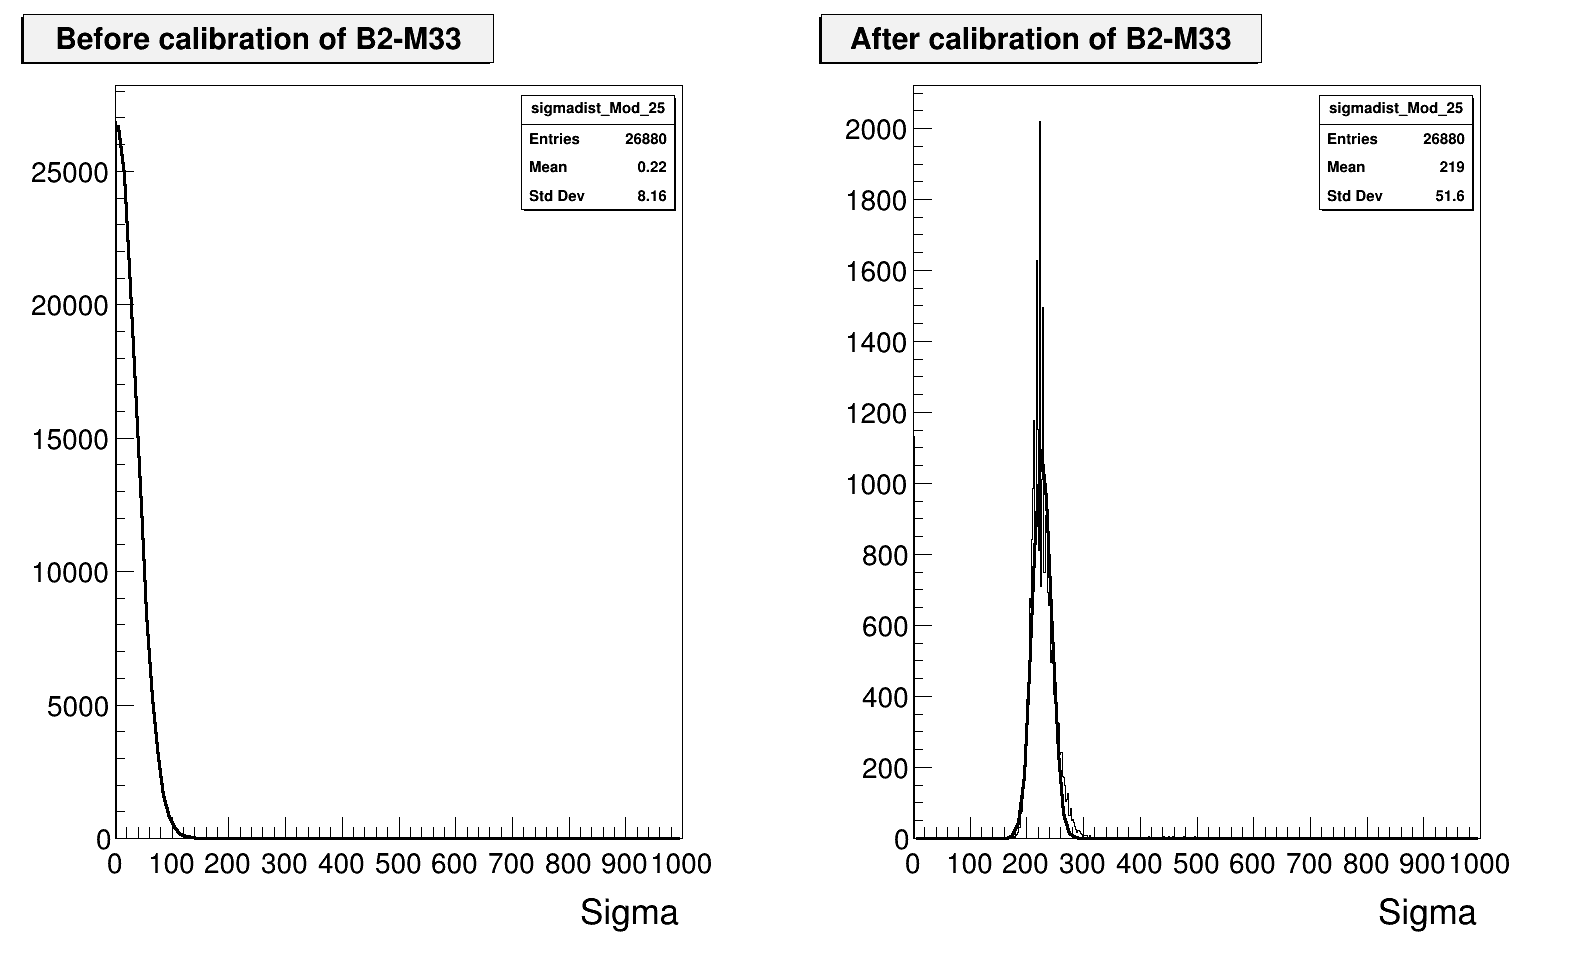 Before calibration of B2-M33
sigmadist_Mod_25
Entries 26880
Mean 0.22
Std Dev 8.16
25000
20000
15000
10000
5000
0
0 100 200 300 400 500 600 700 800 900 1000
Sigma
After calibration of B2-M33
sigmadist_Mod_25
Entries 26880
Mean 219
Std Dev 51.6
2000
1800
1600
1400
1200
1000
800
600
400
200
0
0 100 200 300 400 500 600 700 800 900 1000
Sigma